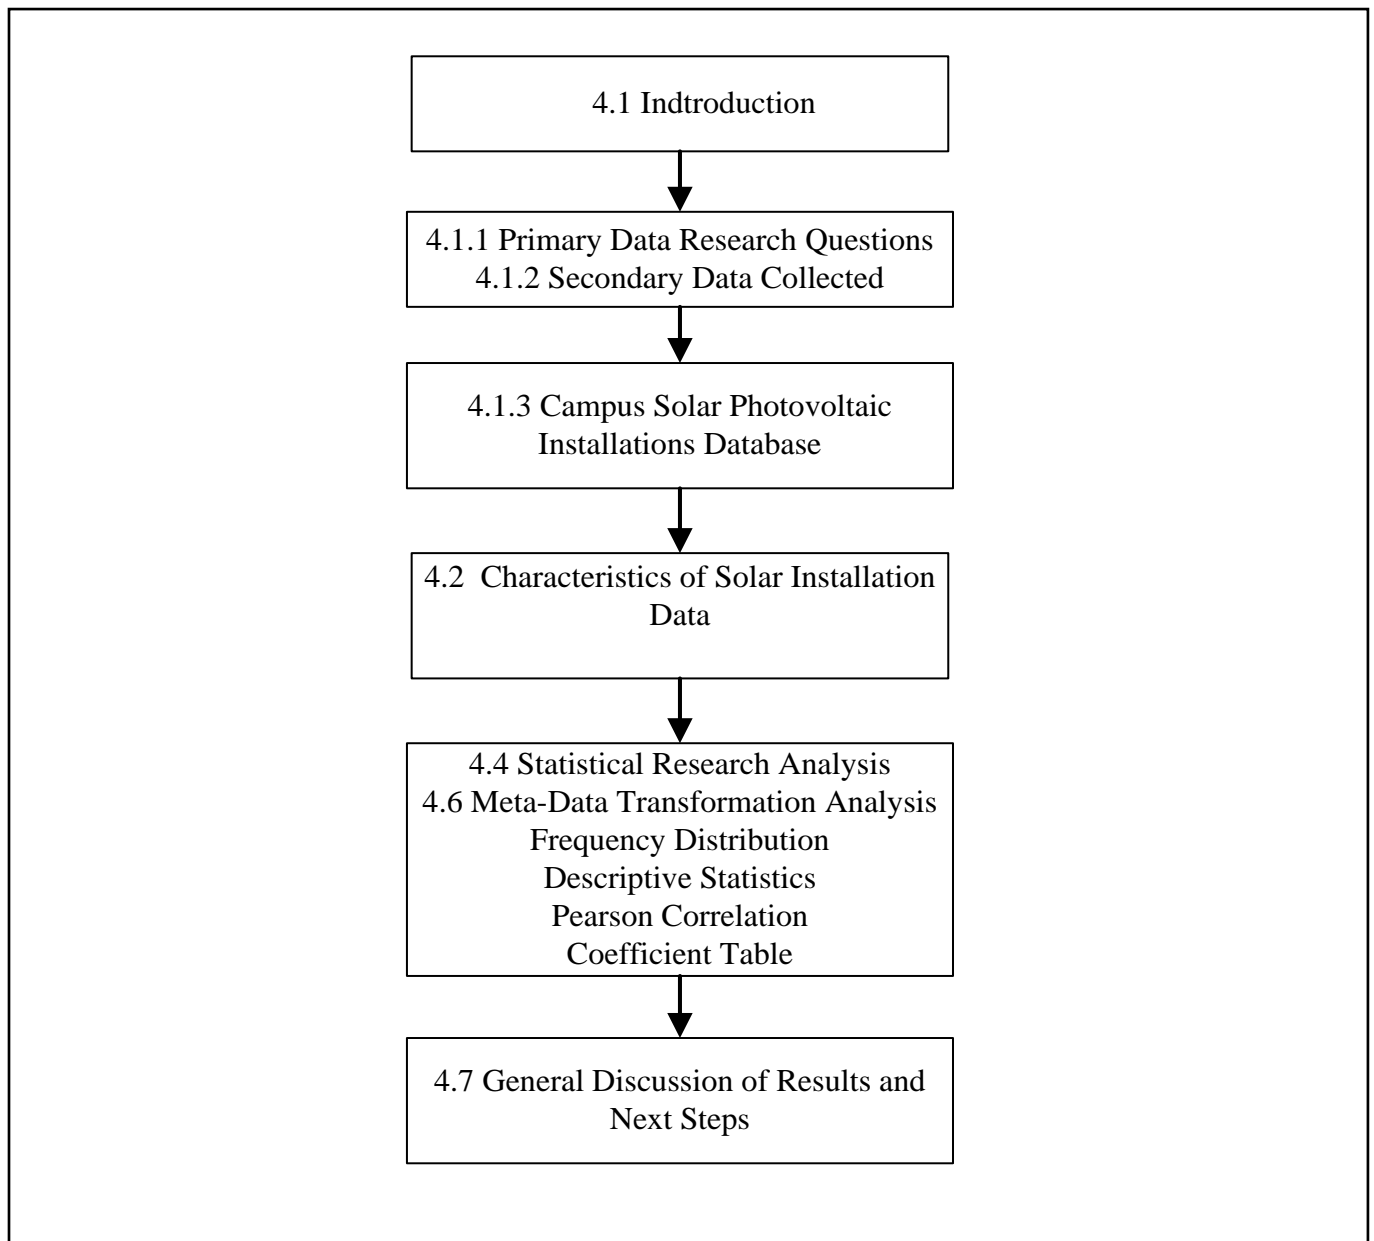 4.1 Indtroduction
4.1.1 Primary Data Research Questions
4.1.2 Secondary Data Collected
4.1.3 Campus Solar Photovoltaic
Installations Database
4.2  Characteristics of Solar Installation
Data
4.4 Statistical Research Analysis
4.6 Meta-Data Transformation Analysis
Frequency Distribution
Descriptive Statistics
Pearson Correlation
Coefficient Table
4.7 General Discussion of Results and
Next Steps